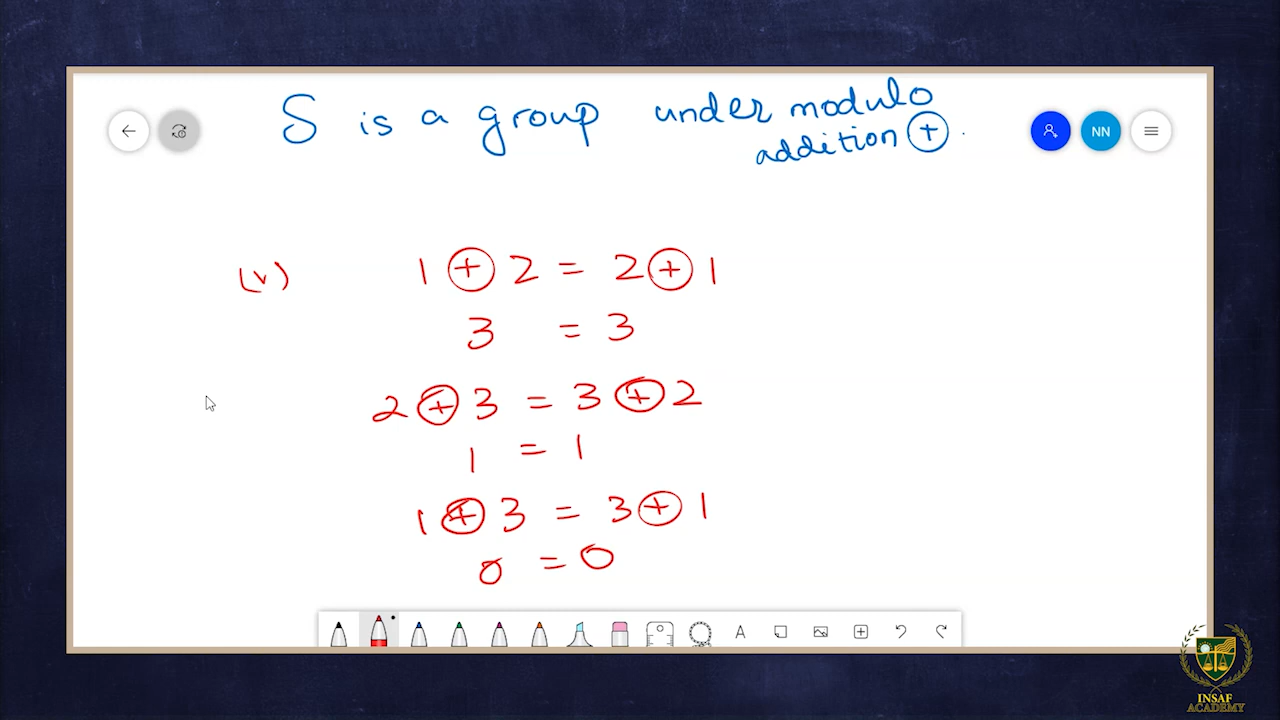 S is a group under modulo
addition ⊕.
NN
(v) 1 ⊕ 2 = 2 ⊕ 1
3 = 3
2 ⊕ 3 = 3 ⊕ 2
1 = 1
1 ⊕ 3 = 3 ⊕ 1
0 = 0
A
INSAF
ACADEMY